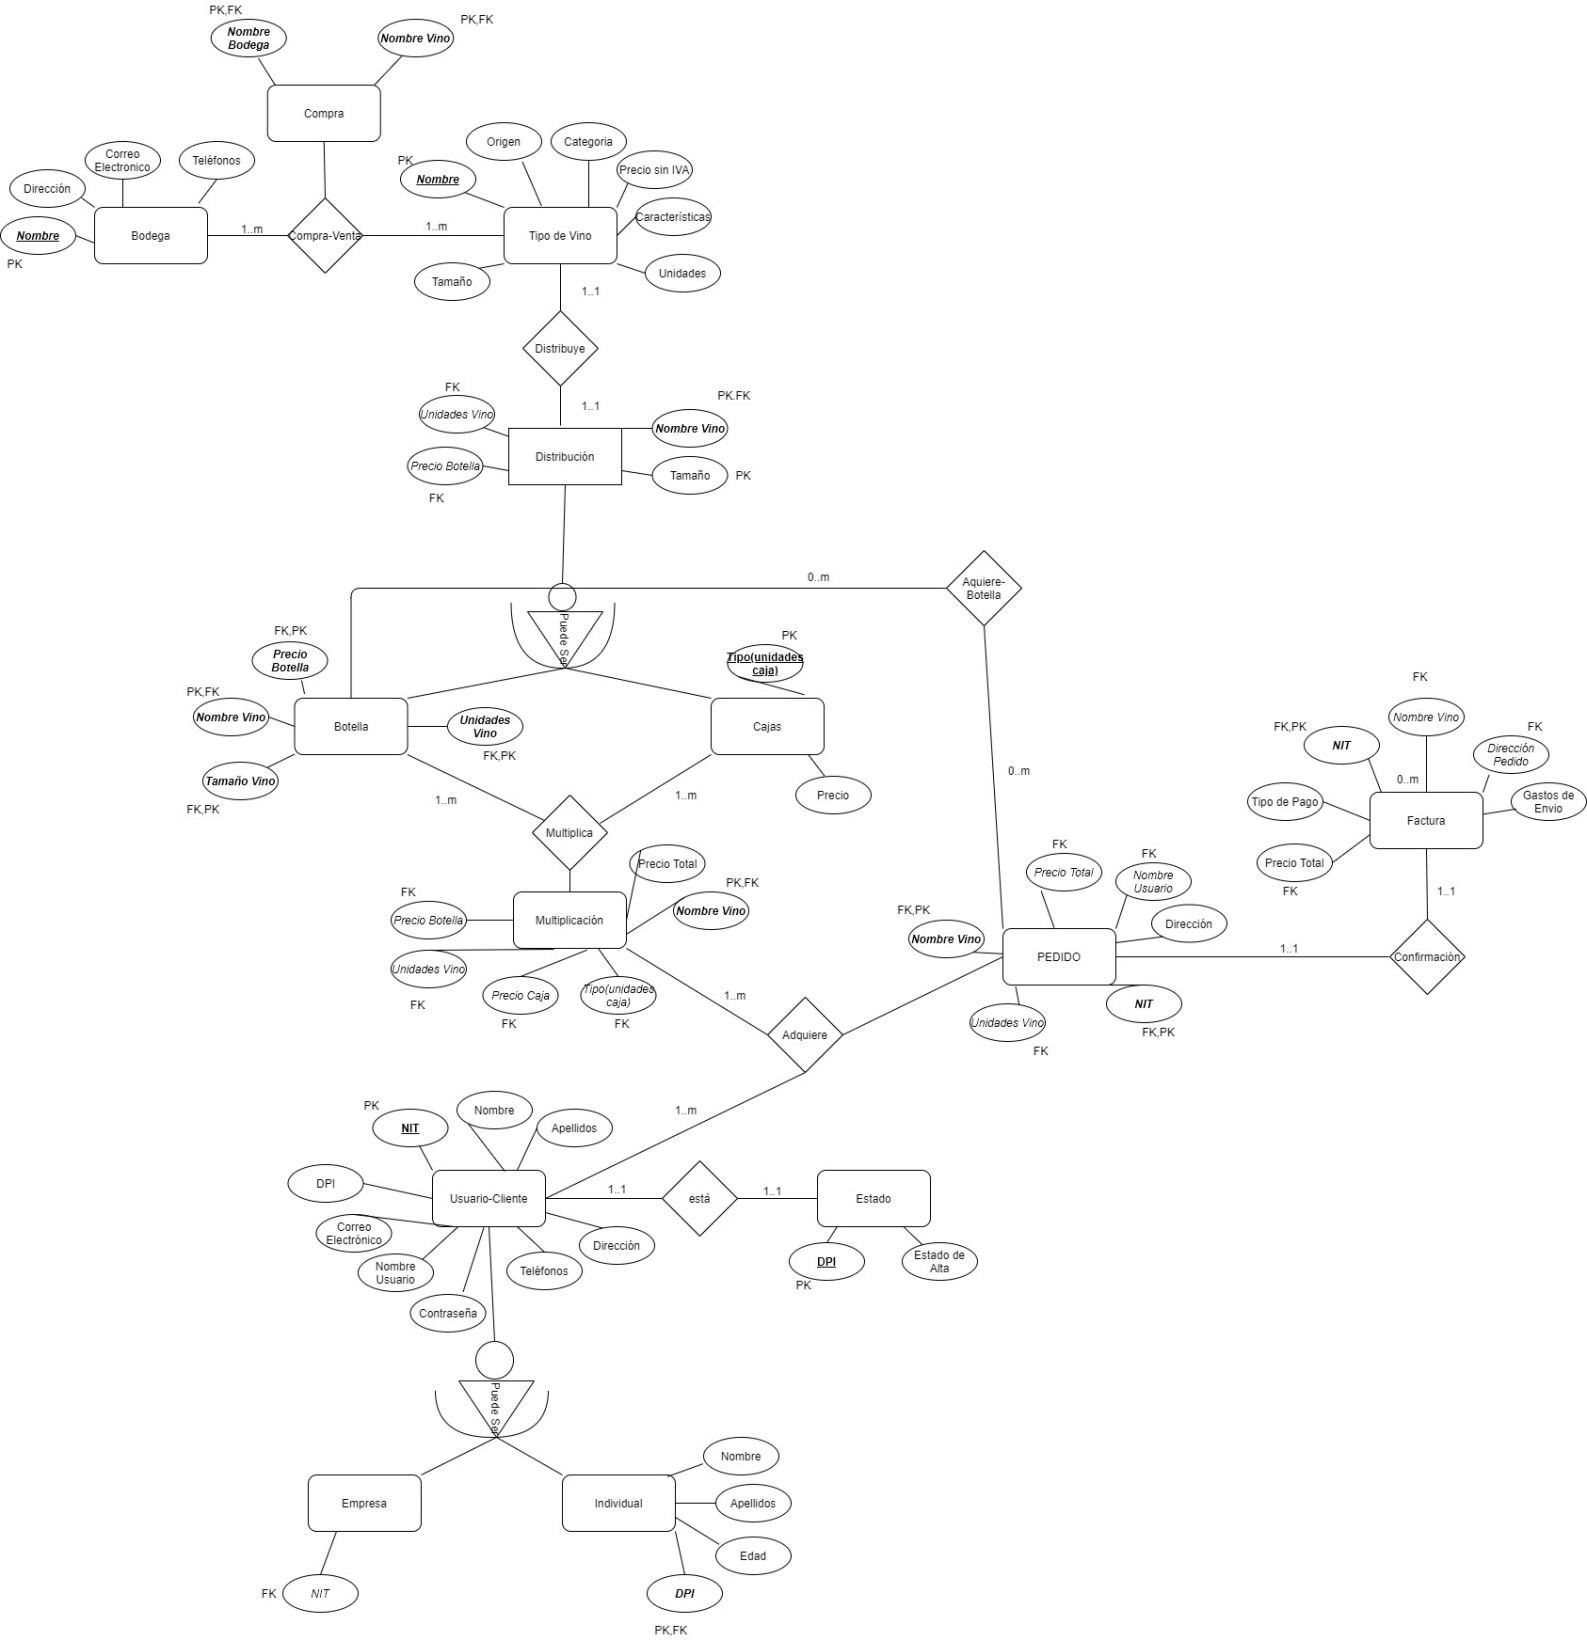 PK,FK
Nombre
Bodega
PK,FK
Nombre Vino
Compra
Correo
Electronico
Teléfonos
Dirección
Nombre
PK
Bodega
1..m
Compra-Venta
1..m
Origen
Categoria
PK
Nombre
Precio sin IVA
Características
Tipo de Vino
Tamaño
Unidades
1..1
Distribuye
1..1
FK
Unidades Vino
PK.FK
Nombre Vino
Distribución
Precio Botella
FK
Tamaño
PK
0..m
Aquiere-
Botella
Puede Ser
FK,PK
Precio
Botella
PK
Tipo(unidades
caja)
PK,FK
Nombre Vino
Botella
Unidades
Vino
FK,PK
Cajas
Tamaño Vino
FK,PK
Precio
1..m
1..m
0..m
Multiplica
FK
Nombre Vino
FK,PK
NIT
FK
Dirección
Pedido
0..m
Tipo de Pago
Gastos de
Envio
Factura
Precio Total
FK
1..1
Precio Total
PK,FK
Nombre Vino
FK
Precio Botella
Multiplicación
Unidades Vino
FK
Precio Caja
FK
Tipo(unidades
caja)
FK
FK
Precio Total
FK
Nombre
Usuario
Dirección
FK,PK
Nombre Vino
PEDIDO
1..1
Confirmación
NIT
FK,PK
Unidades Vino
FK
1..m
Adquiere
1..m
PK
NIT
Nombre
Apellidos
DPI
Usuario-Cliente
1..1
está
1..1
Estado
Correo
Electrónico
Nombre
Usuario
Contraseña
Teléfonos
Dirección
DPI
PK
Estado de
Alta
Puede Ser
Nombre
Empresa
Individual
Apellidos
Edad
FK
NIT
DPI
PK,FK